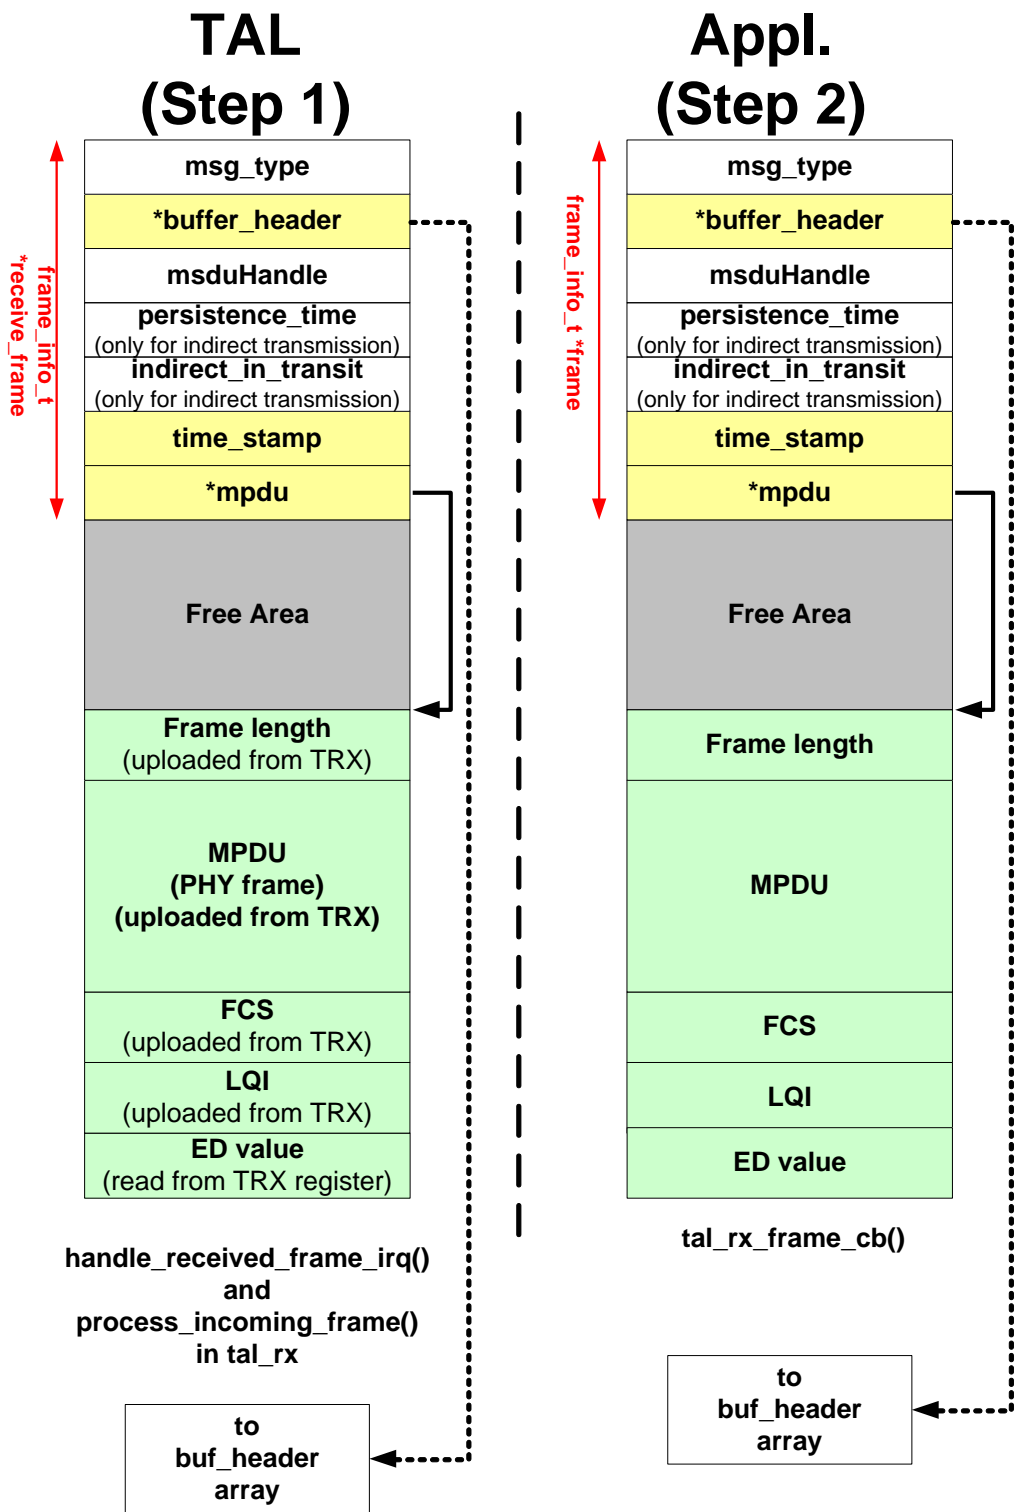 TAL
(Step 1)
frame_info_t
*receive_frame
msg_type
*buffer_header
msduHandle
persistence_time
(only for indirect transmission)
indirect_in_transit
(only for indirect transmission)
time_stamp
*mpdu
Free Area
Frame length
(uploaded from TRX)
MPDU
(PHY frame)
(uploaded from TRX)
FCS
(uploaded from TRX)
LQI
(uploaded from TRX)
ED value
(read from TRX register)
handle_received_frame_irq()
and
process_incoming_frame()
in tal_rx
to
buf_header
array
Appl.
(Step 2)
frame_info_t *frame
msg_type
*buffer_header
msduHandle
persistence_time
(only for indirect transmission)
indirect_in_transit
(only for indirect transmission)
time_stamp
*mpdu
Free Area
Frame length
MPDU
FCS
LQI
ED value
tal_rx_frame_cb()
to
buf_header
array